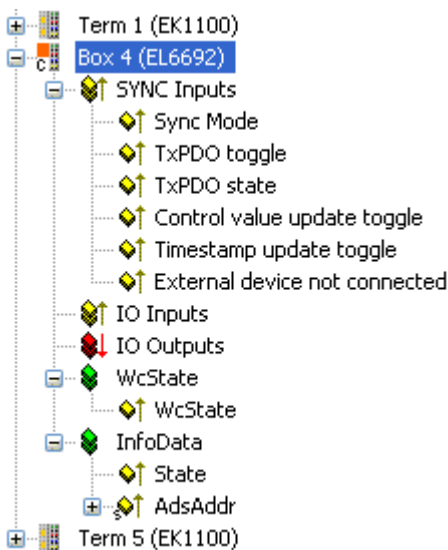 Term 1 (EK1100)
Box 4 (EL6692)
SYNC Inputs
Sync Mode
TxPDO toggle
TxPDO state
Control value update toggle
Timestamp update toggle
External device not connected
IO Inputs
IO Outputs
WcState
WcState
InfoData
State
AdsAddr
Term 5 (EK1100)